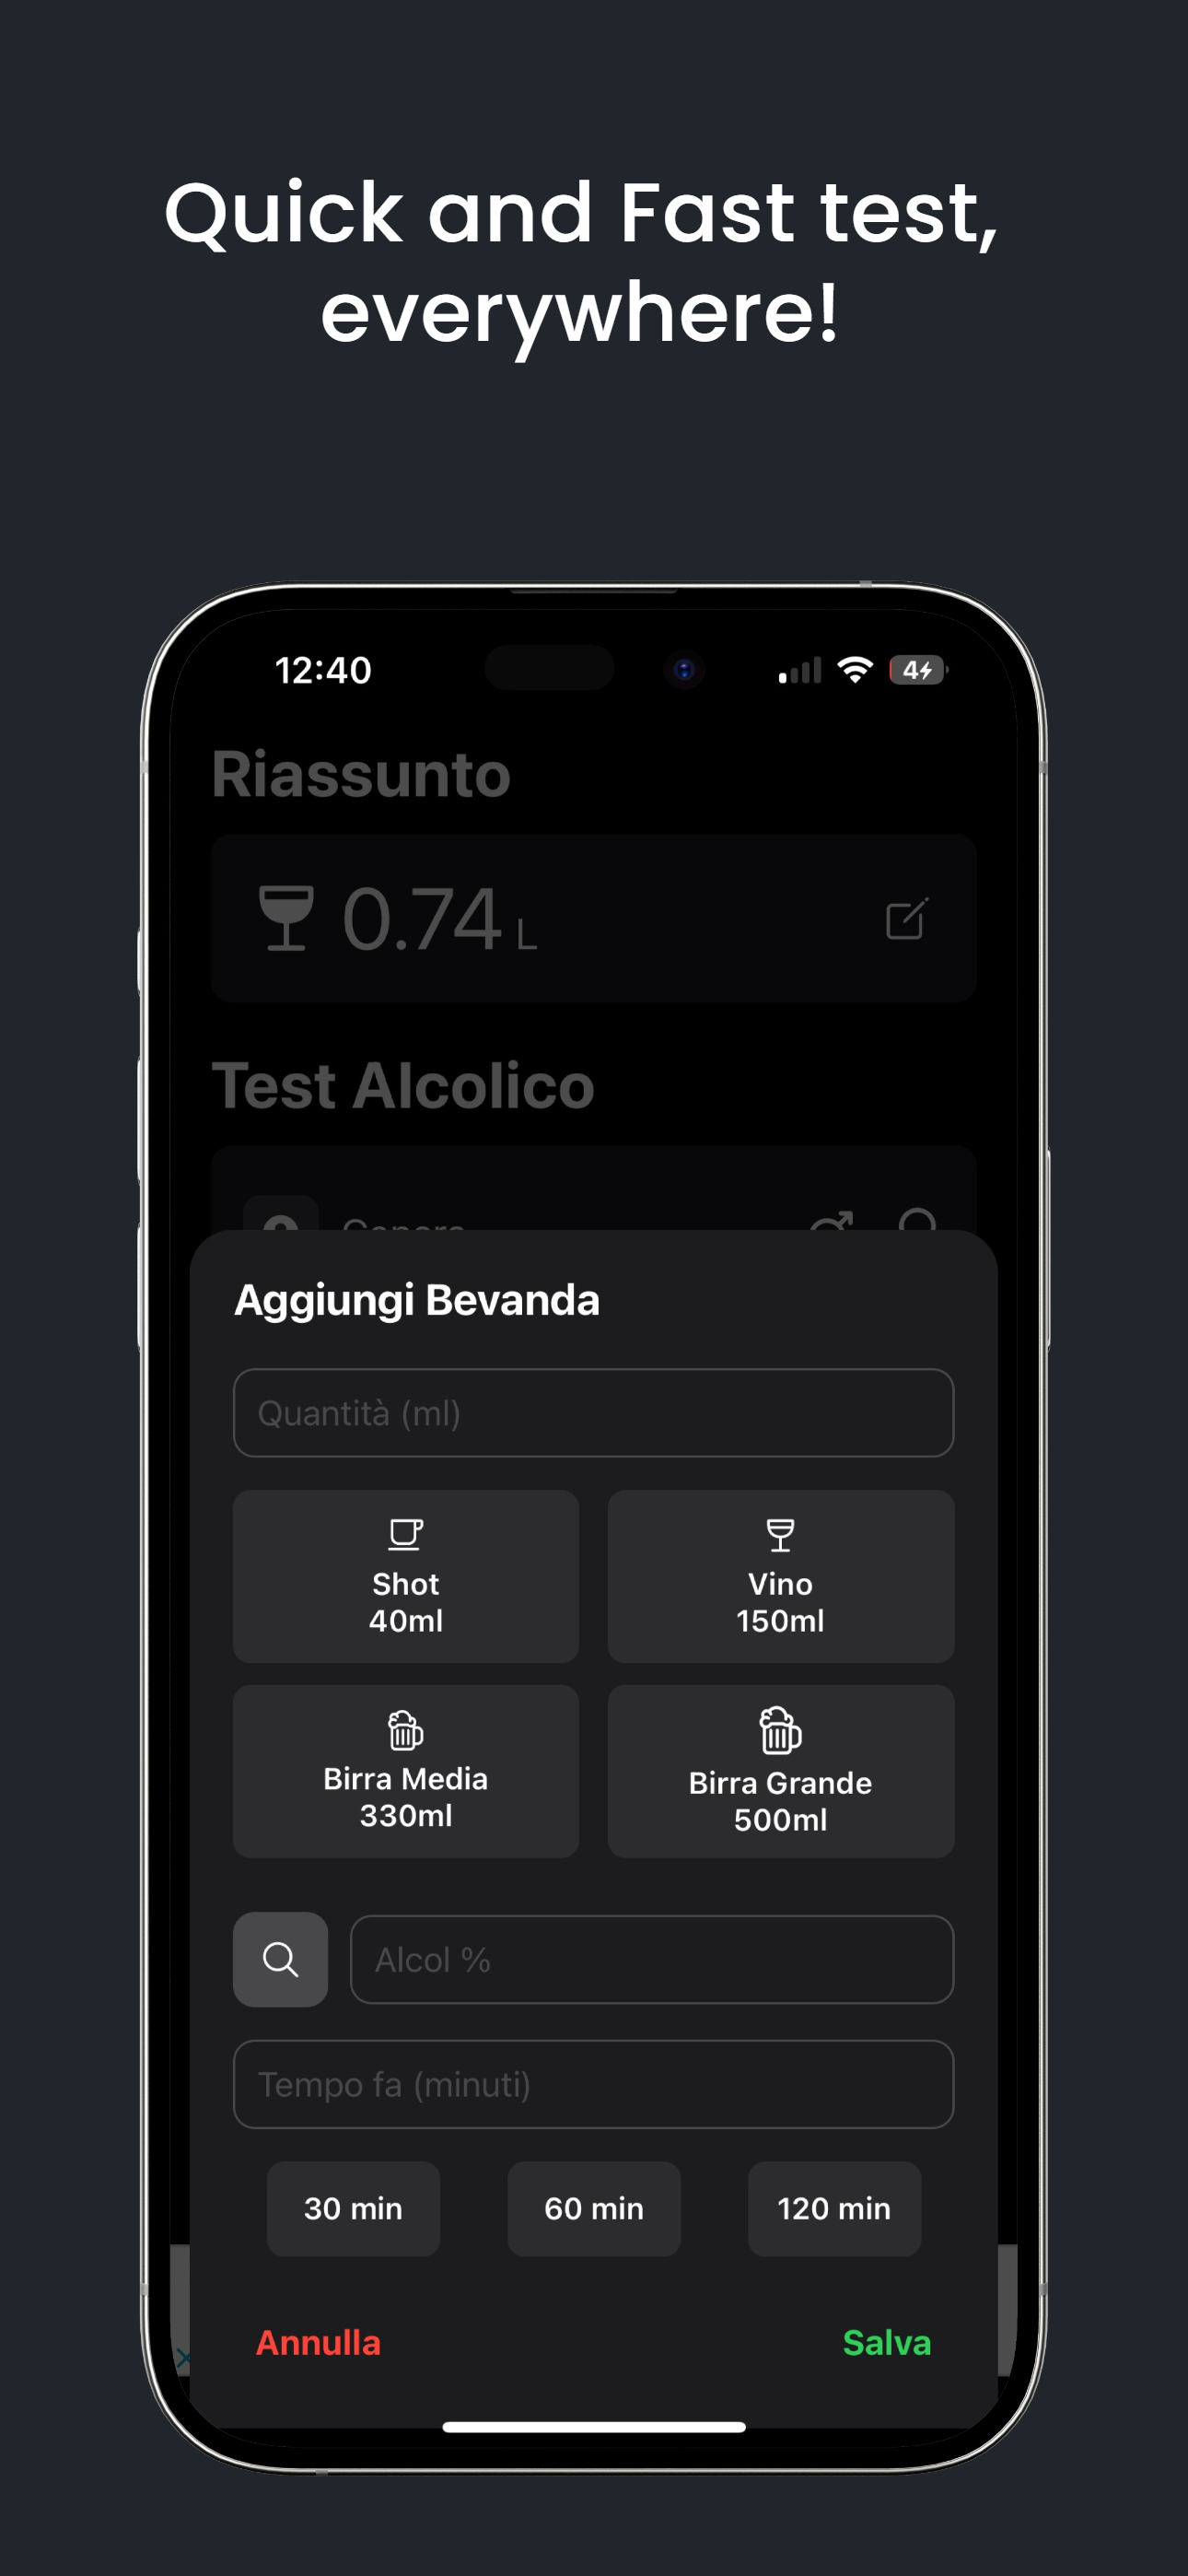 Quick and Fast test,
everywhere!
12:40
4
Riassunto
0.74 L
Test Alcolico
Genere
Aggiungi Bevanda
Quantità (ml)
Shot
40ml
Vino
150ml
Birra Media
330ml
Birra Grande
500ml
Alcol %
Tempo fa (minuti)
30 min
60 min
120 min
Annulla
Salva